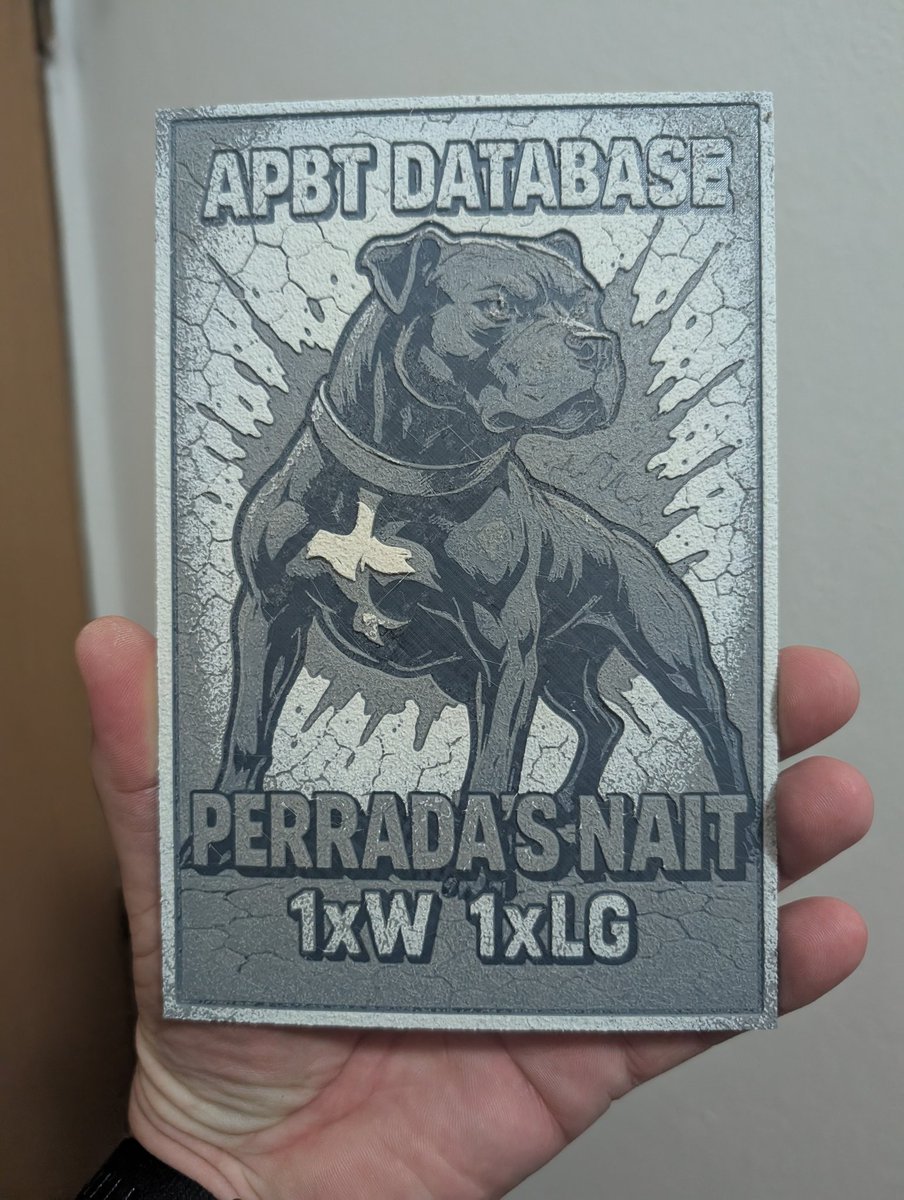 APBT DATABASE
PERRADA'S NAIT
1xW 1xLG